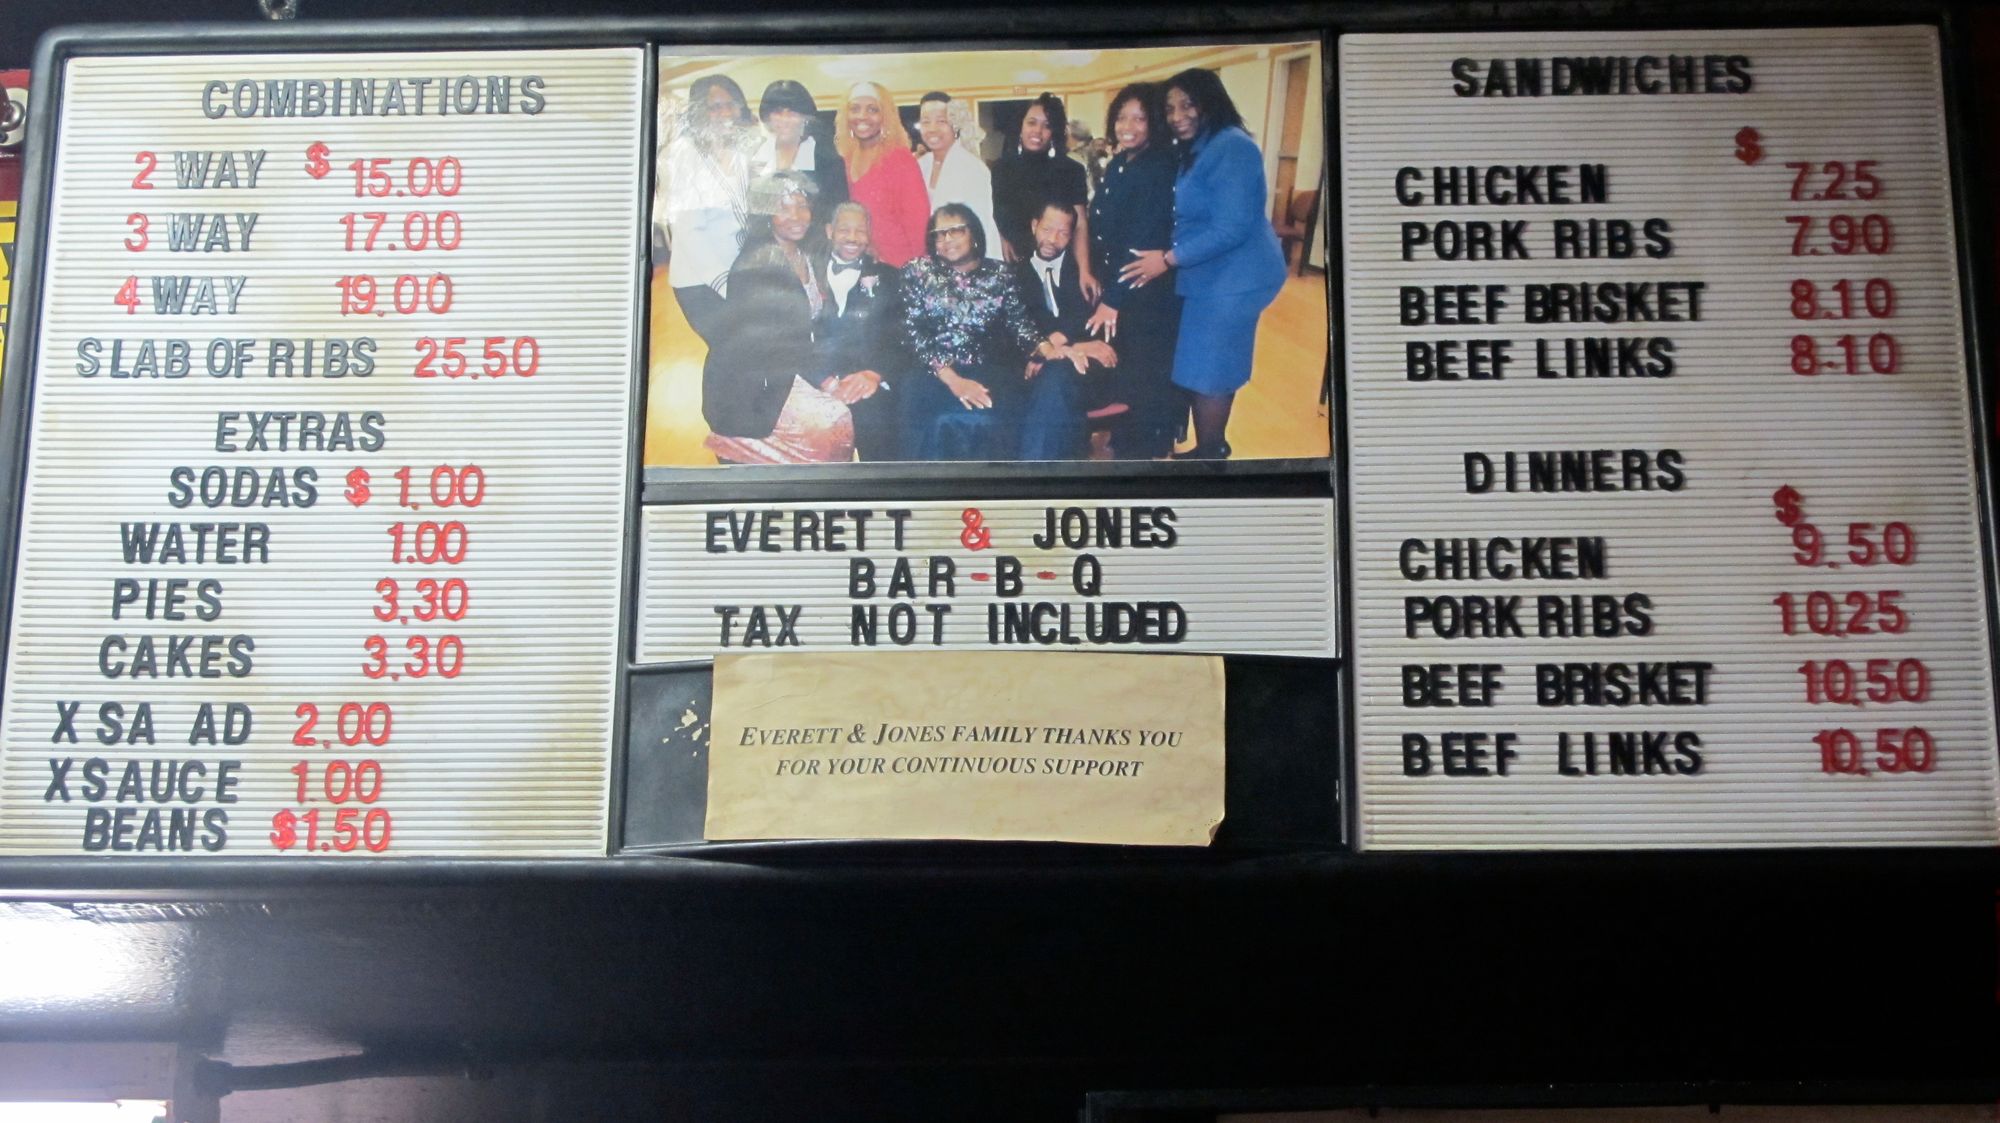 COMBINATIONS
2 WAY $ 15.00
3 WAY 17.00
4 WAY 19.00
SLAB OF RIBS 25.50
EXTRAS
SODAS $ 1.00
WATER 1.00
PIES 3.30
CAKES 3.30
X SA AD 2.00
X SAUCE 1.00
BEANS $1.50
EVERETT & JONES
BAR-B-Q
TAX NOT INCLUDED
EVERETT & JONES FAMILY THANKS YOU
FOR YOUR CONTINUOUS SUPPORT
SANDWICHES
$
CHICKEN 7.25
PORK RIBS 7.90
BEEF BRISKET 8.10
BEEF LINKS 8.10
DINNERS
$
CHICKEN 9.50
PORK RIBS 10.25
BEEF BRISKET 10.50
BEEF LINKS 10.50